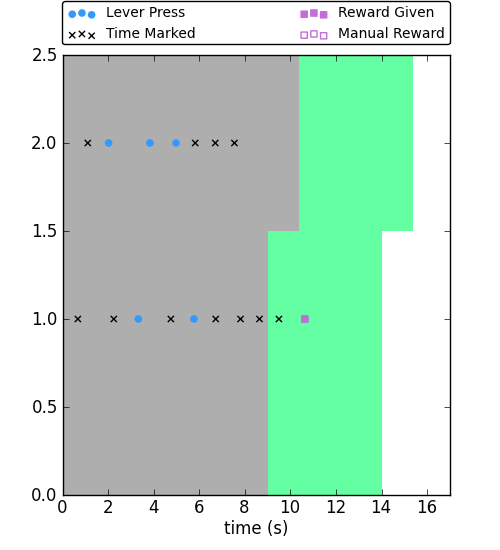 Lever Press
Reward Given
Time Marked
Manual Reward
2.5
2.0
1.5
1.0
0.5
0.0
0 2 4 6 8 10 12 14 16
time (s)